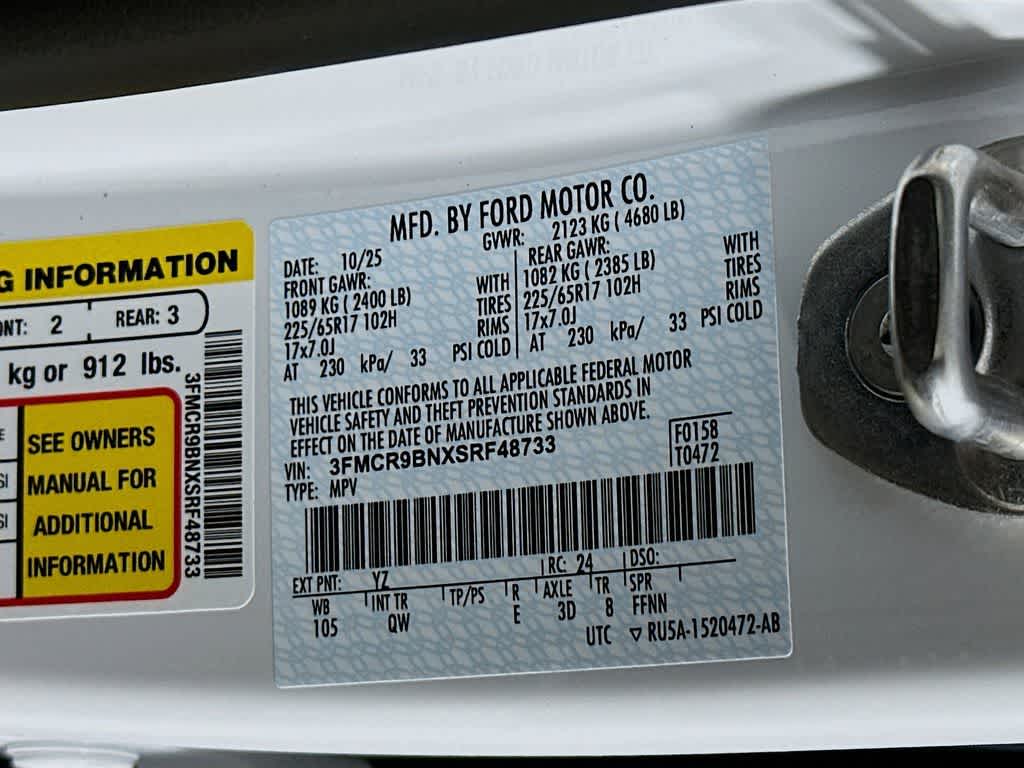 G INFORMATION
NT: 2 REAR: 3
kg or 912 lbs.
SEE OWNERS
MANUAL FOR
ADDITIONAL
INFORMATION
3FMCR9BNXSRF48733
MFD. BY FORD MOTOR CO.
DATE: 10/25 GVWR: 2123 KG ( 4680 LB)
FRONT GAWR: WITH REAR GAWR: WITH
1089 KG ( 2400 LB) TIRES 1082 KG ( 2385 LB) TIRES
225/65R17 102H RIMS 225/65R17 102H RIMS
17x7.0J 17x7.0J
AT 230 kPa/ 33 PSI COLD AT 230 kPa/ 33 PSI COLD
THIS VEHICLE CONFORMS TO ALL APPLICABLE FEDERAL MOTOR
VEHICLE SAFETY AND THEFT PREVENTION STANDARDS IN
EFFECT ON THE DATE OF MANUFACTURE SHOWN ABOVE.
VIN: 3FMCR9BNXSRF48733 F0158
TYPE: MPV T0472
EXT PNT: YZ RC: 24 DSO:
WB INT TR TP/PS R AXLE TR SPR
105 QW E 3D 8 FFNN
UTC ▽ RU5A-1520472-AB